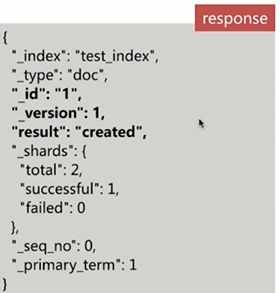 response
{
"_index": "test_index",
"_type": "doc",
"_id": "1",
"_version": 1,
"result": "created",
"_shards": {
"total": 2,
"successful": 1,
"failed": 0
},
"_seq_no": 0,
"_primary_term": 1
}